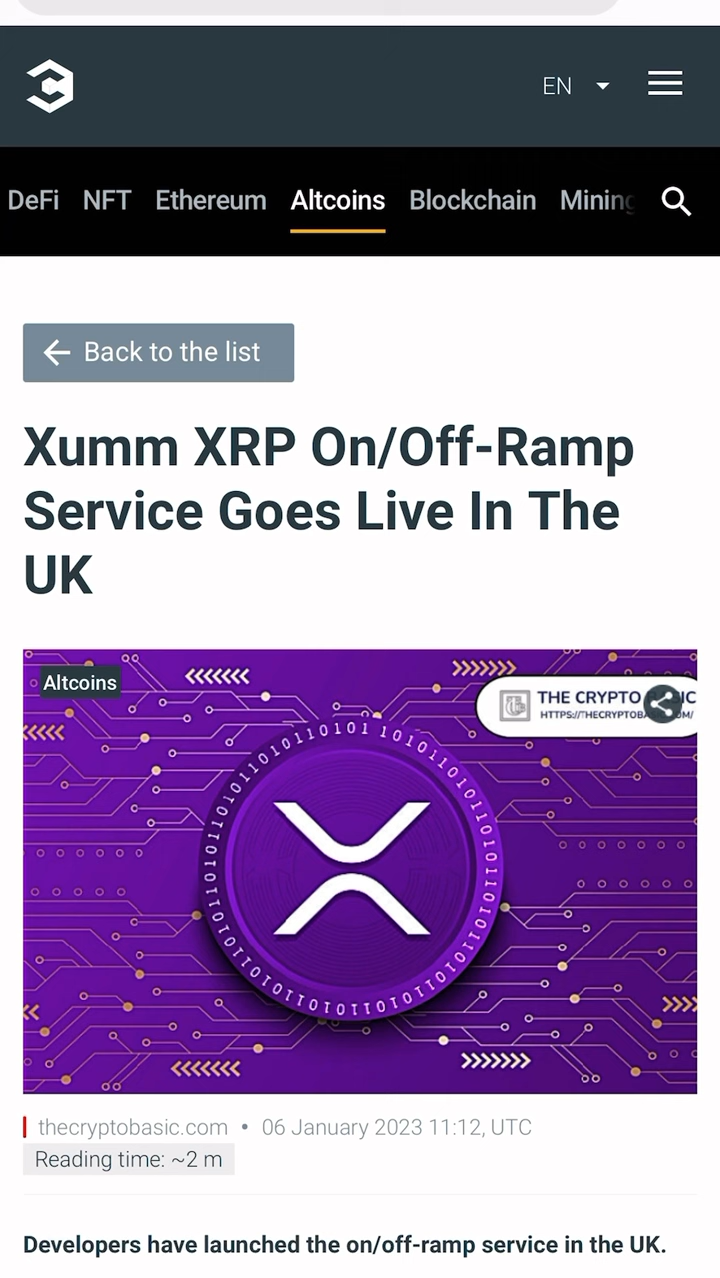 EN
DeFi NFT Ethereum Altcoins Blockchain Mining
Back to the list
Xumm XRP On/Off-Ramp
Service Goes Live In The
UK
Altcoins
THE CRYPTO
thecryptobasic.com • 06 January 2023 11:12, UTC
Reading time: ~2 m
Developers have launched the on/off-ramp service in the UK.